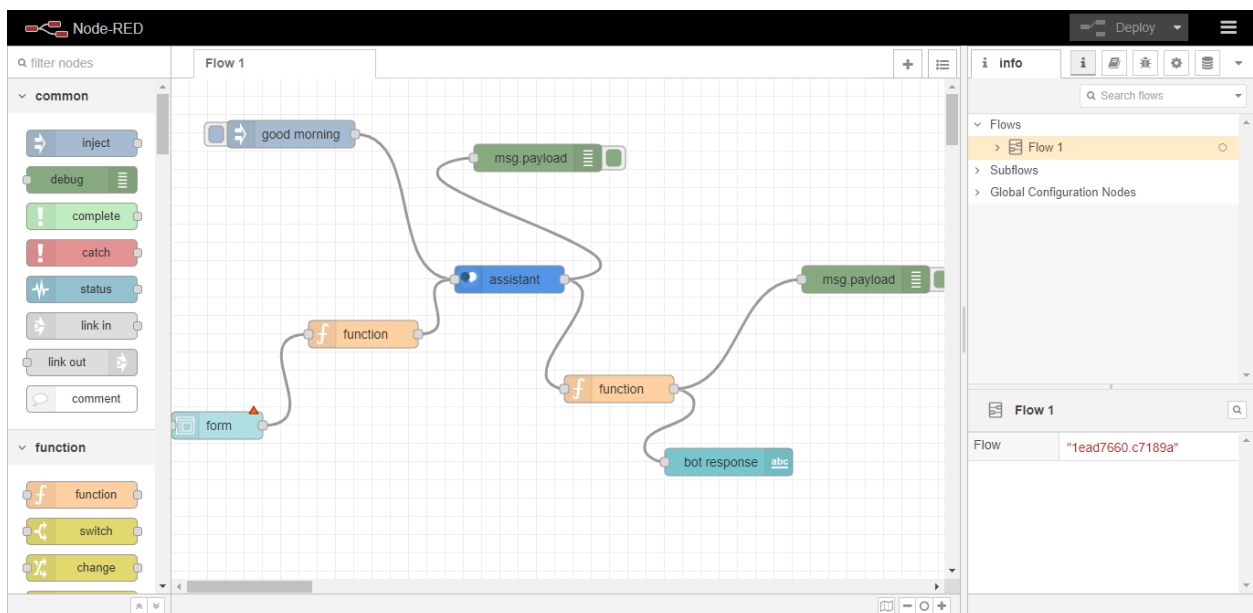 Node-RED
Deploy
filter nodes
Flow 1
info
i
Search flows
common
inject
debug
complete
catch
status
link in
link out
comment
function
function
switch
change
good morning
msg.payload
assistant
function
form
msg.payload
function
bot response
abc
Flows
Flow 1
Subflows
Global Configuration Nodes
Flow 1
Flow "1ead7660.c7189a"